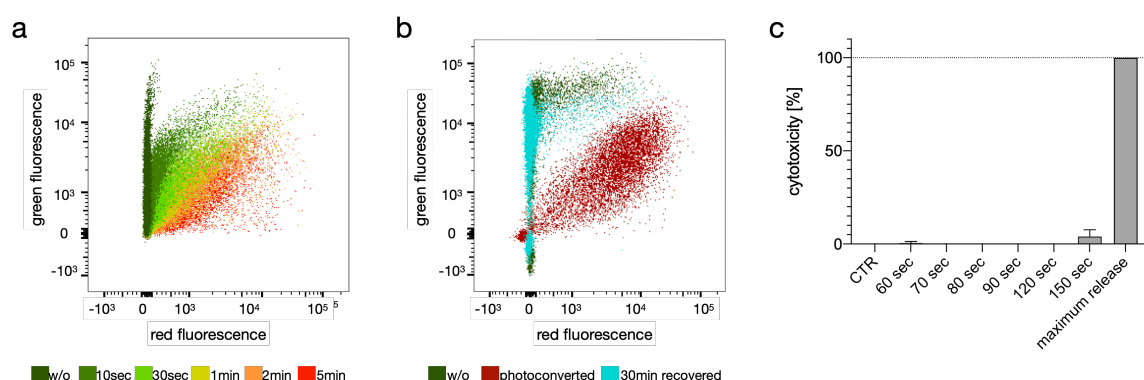 a
b
c
10⁵
10⁴
10³
0
-10³
green fluorescence
-10³
0
10³
10⁴
10⁵ 5
red fluorescence
w/o 10sec 30sec 1min 2min 5min
10⁵
10⁴
10³
0
-10³
green fluorescence
-10³
0
10³
10⁴
10⁵
red fluorescence
w/o photoconverted 30min recovered
100
50
0
cytotoxicity [%]
CTR
60 sec
70 sec
80 sec
90 sec
120 sec
150 sec
maximum release